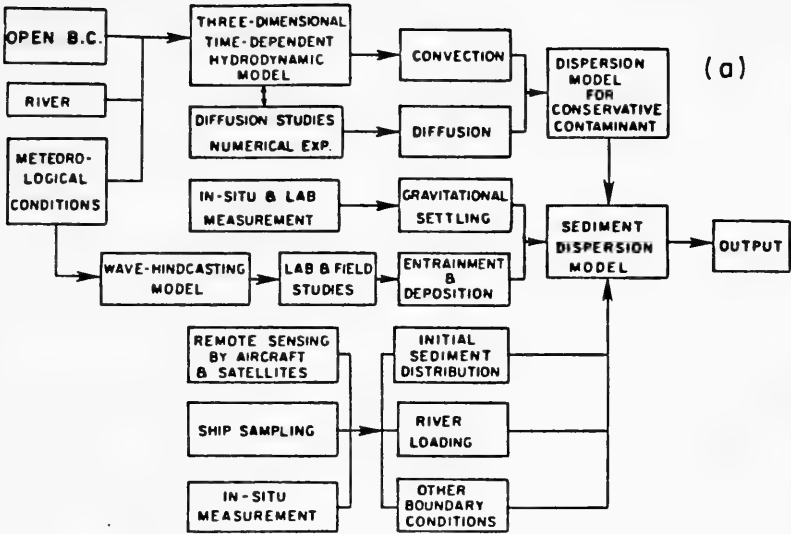 OPEN B.C.
RIVER
METEORO-
LOGICAL
CONDITIONS
THREE-DIMENSIONAL
TIME-DEPENDENT
HYDRODYNAMIC
MODEL
DIFFUSION STUDIES
NUMERICAL EXP.
CONVECTION
DIFFUSION
DISPERSION
MODEL
FOR
CONSERVATIVE
CONTAMINANT
(a)
IN-SITU & LAB
MEASUREMENT
GRAVITATIONAL
SETTLING
WAVE-HINDCASTING
MODEL
LAB & FIELD
STUDIES
ENTRAINMENT
&
DEPOSITION
SEDIMENT
DISPERSION
MODEL
OUTPUT
REMOTE SENSING
BY AIRCRAFT
& SATELLITES
SHIP SAMPLING
IN-SITU
MEASUREMENT
INITIAL
SEDIMENT
DISTRIBUTION
RIVER
LOADING
OTHER
BOUNDARY
CONDITIONS